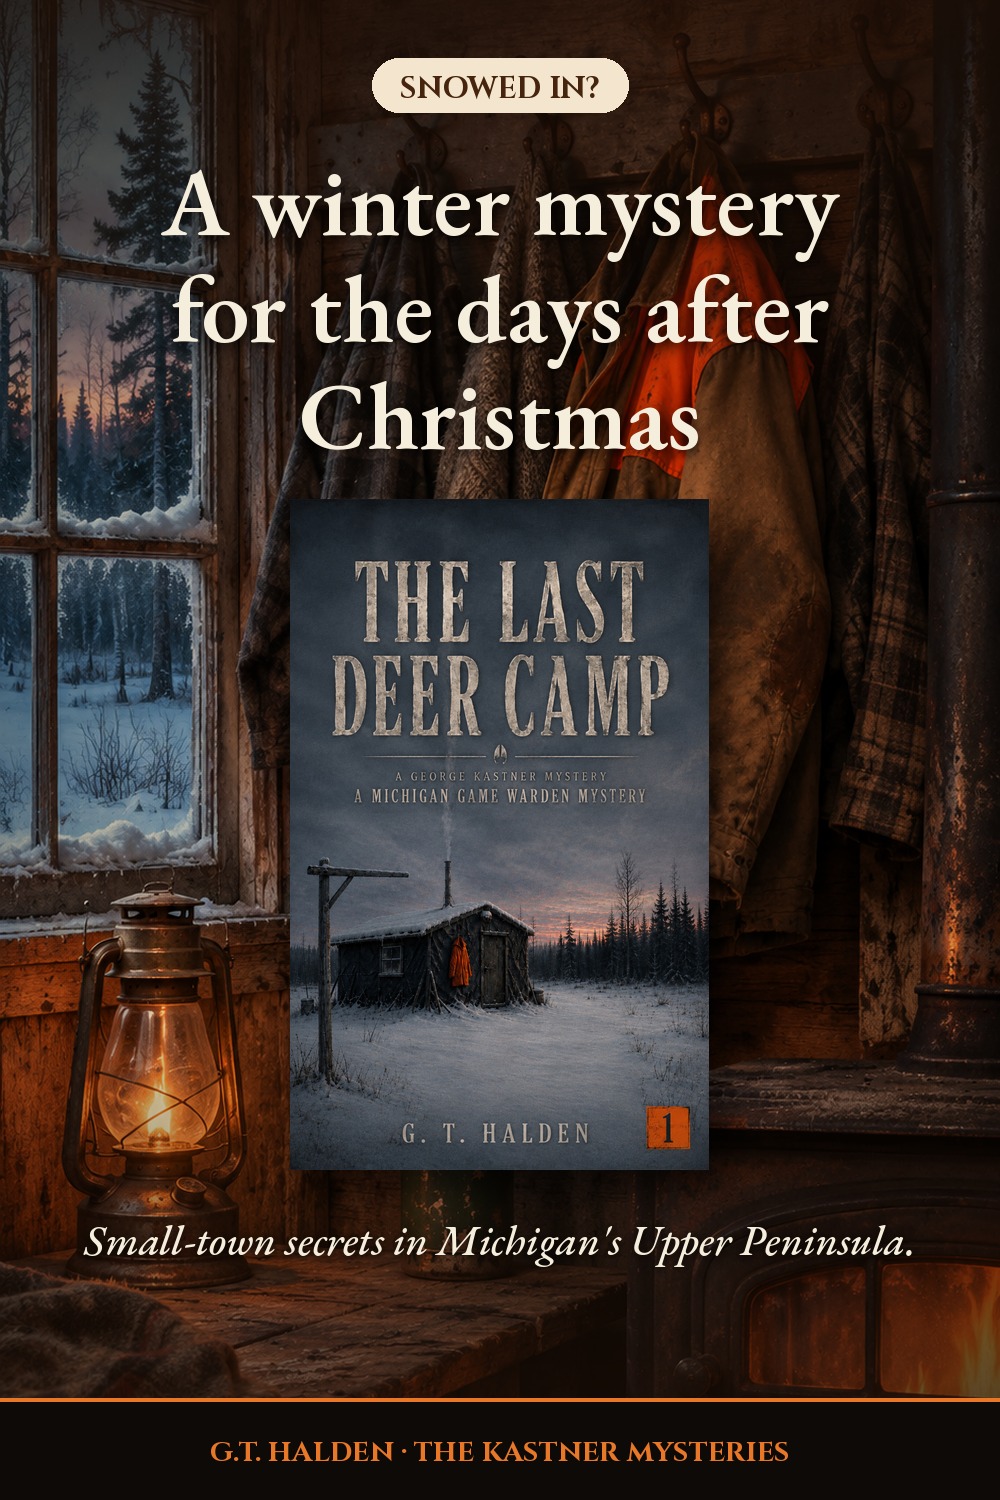 SNOWED IN?
A winter mystery
for the days after
Christmas
THE LAST
DEER CAMP
A GEORGE KASTNER MYSTERY
A MICHIGAN GAME WARDEN MYSTERY
G. T. HALDEN
1
Small-town secrets in Michigan's Upper Peninsula.
G.T. HALDEN · THE KASTNER MYSTERIES